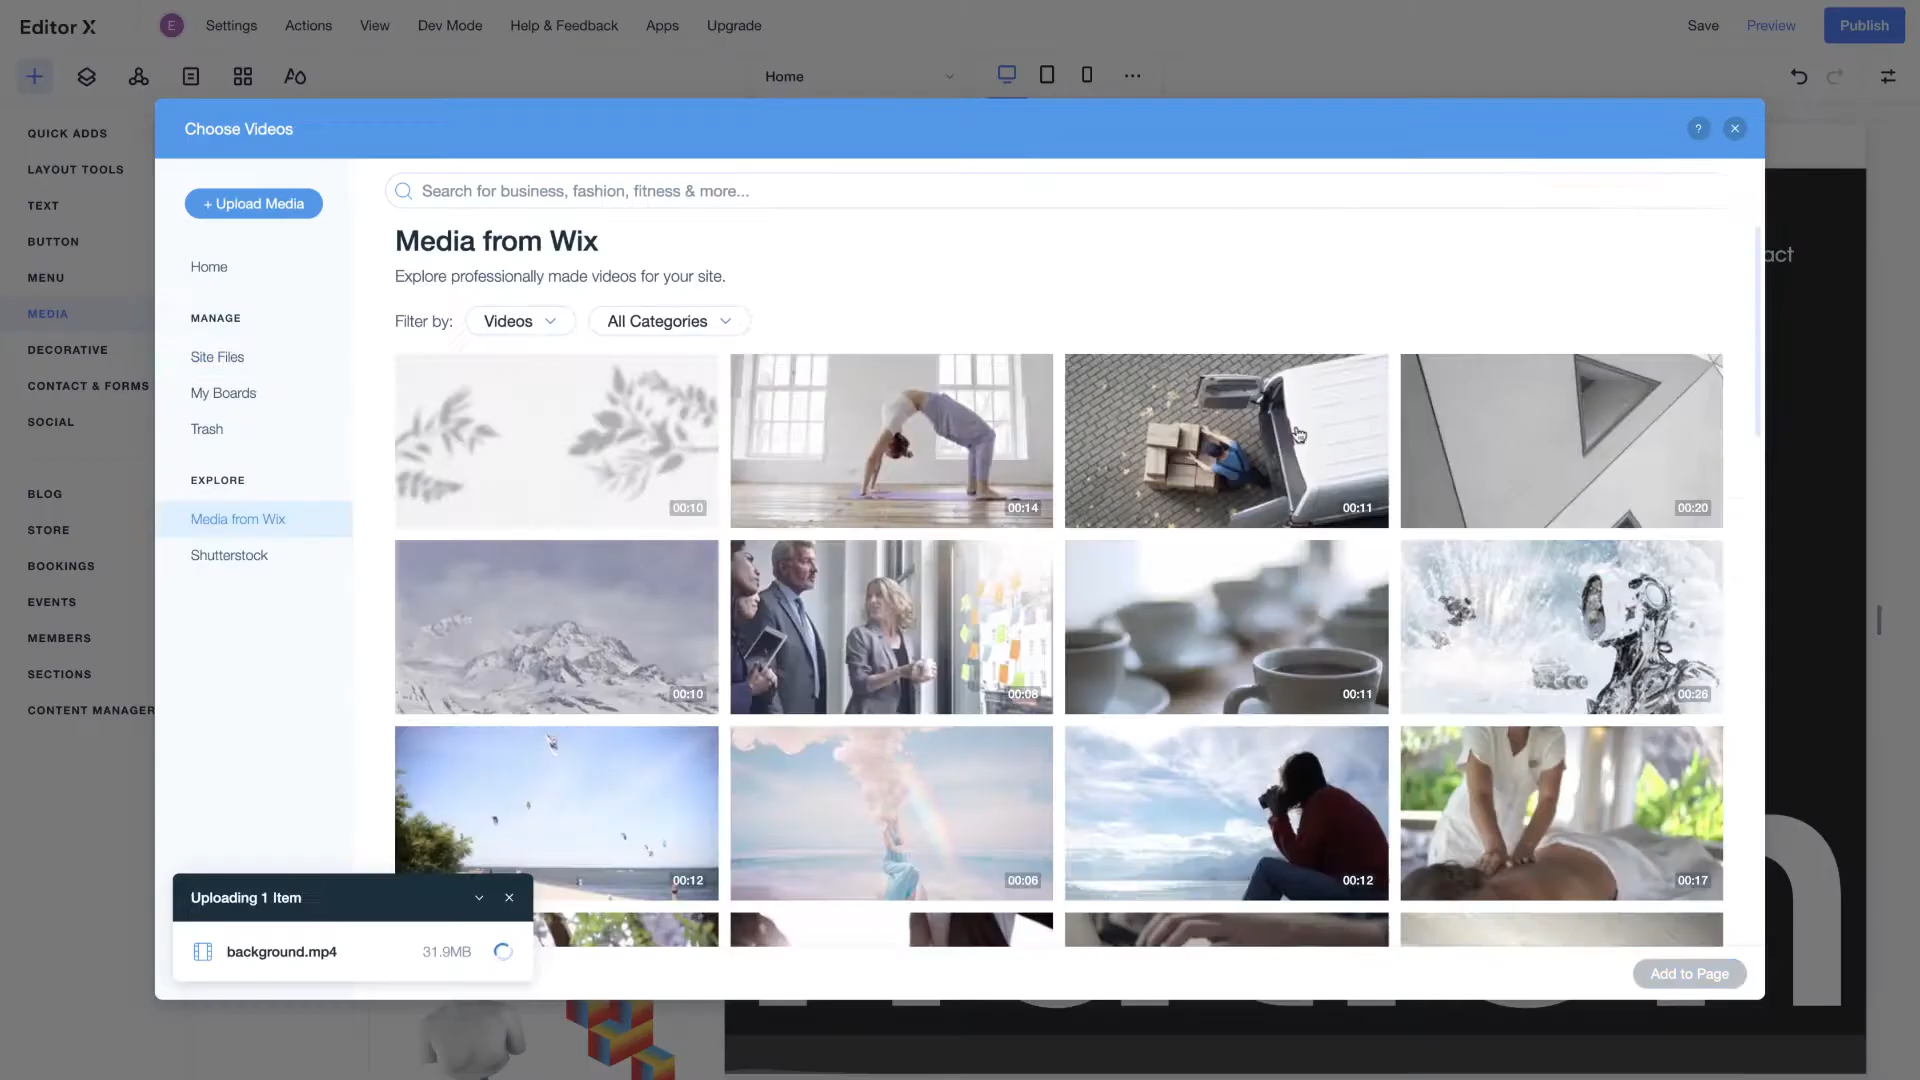 Editor X
E
Settings
Actions
View
Dev Mode
Help & Feedback
Apps
Upgrade
Save
Preview
Publish
Home
QUICK ADDS
LAYOUT TOOLS
TEXT
BUTTON
MENU
MEDIA
DECORATIVE
CONTACT & FORMS
SOCIAL
BLOG
STORE
BOOKINGS
EVENTS
MEMBERS
SECTIONS
CONTENT MANAGER
Choose Videos
?
+ Upload Media
Home
MANAGE
Site Files
My Boards
Trash
EXPLORE
Media from Wix
Shutterstock
Search for business, fashion, fitness & more...
Media from Wix
Explore professionally made videos for your site.
Filter by:
Videos
All Categories
00:10
00:14
00:11
00:20
00:10
00:08
00:11
00:26
00:12
00:06
00:12
00:17
Uploading 1 Item
background.mp4
31.9MB
Add to Page
act